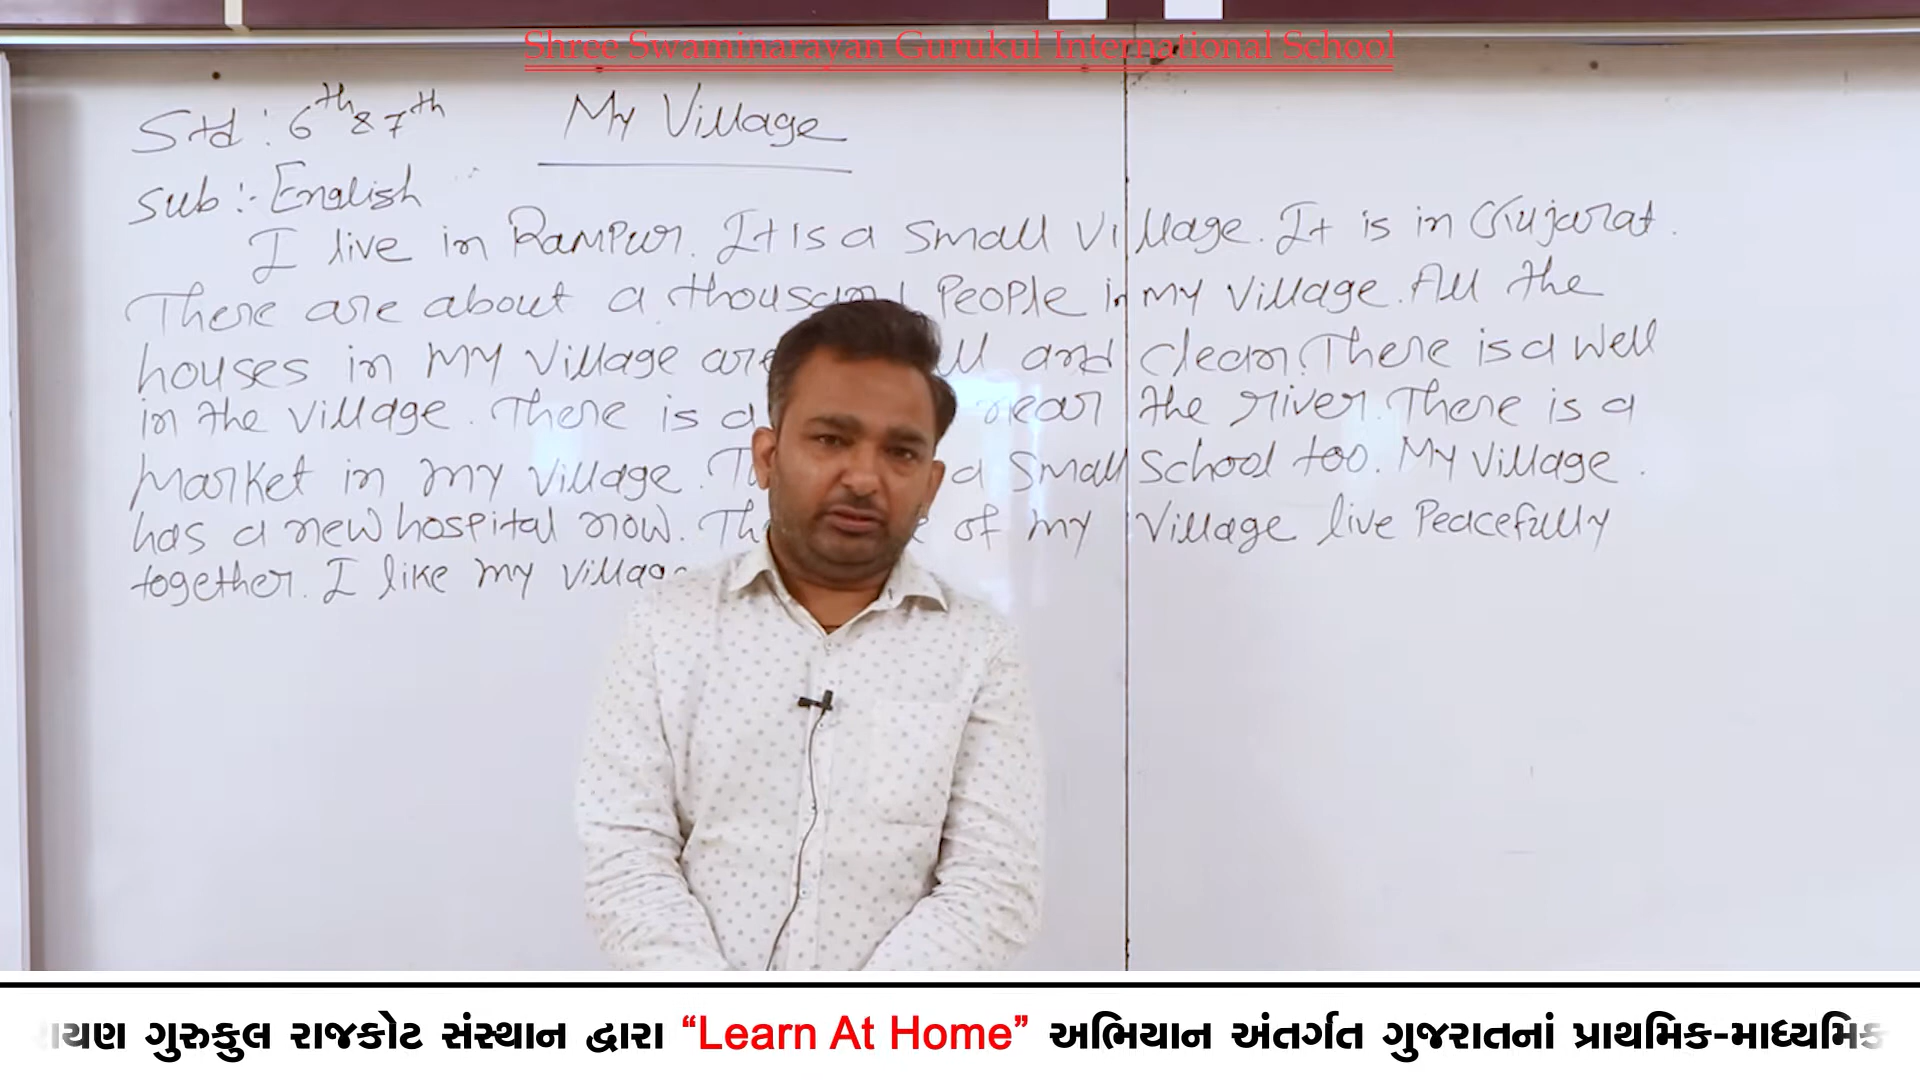 Shree Swaminarayan Gurukul International School
Std : 6th & 7th My Village
Sub :- English
I live in Rampur. It is a small village. It is in Gujarat.
There are about a thousand people in my village. All the
houses in my village are and clean. There is a well
in the village. There is a near the river. There is a
market in my village. a small school too. My village
has a new hospital now. of my village live peacefully
together. I like my village
ગુરુકુલ રાજકોટ સંસ્થાન દ્વારા “Learn At Home” અભિયાન અંતર્ગત ગુજરાતનાં પ્રાથમિક-માધ્યમિક